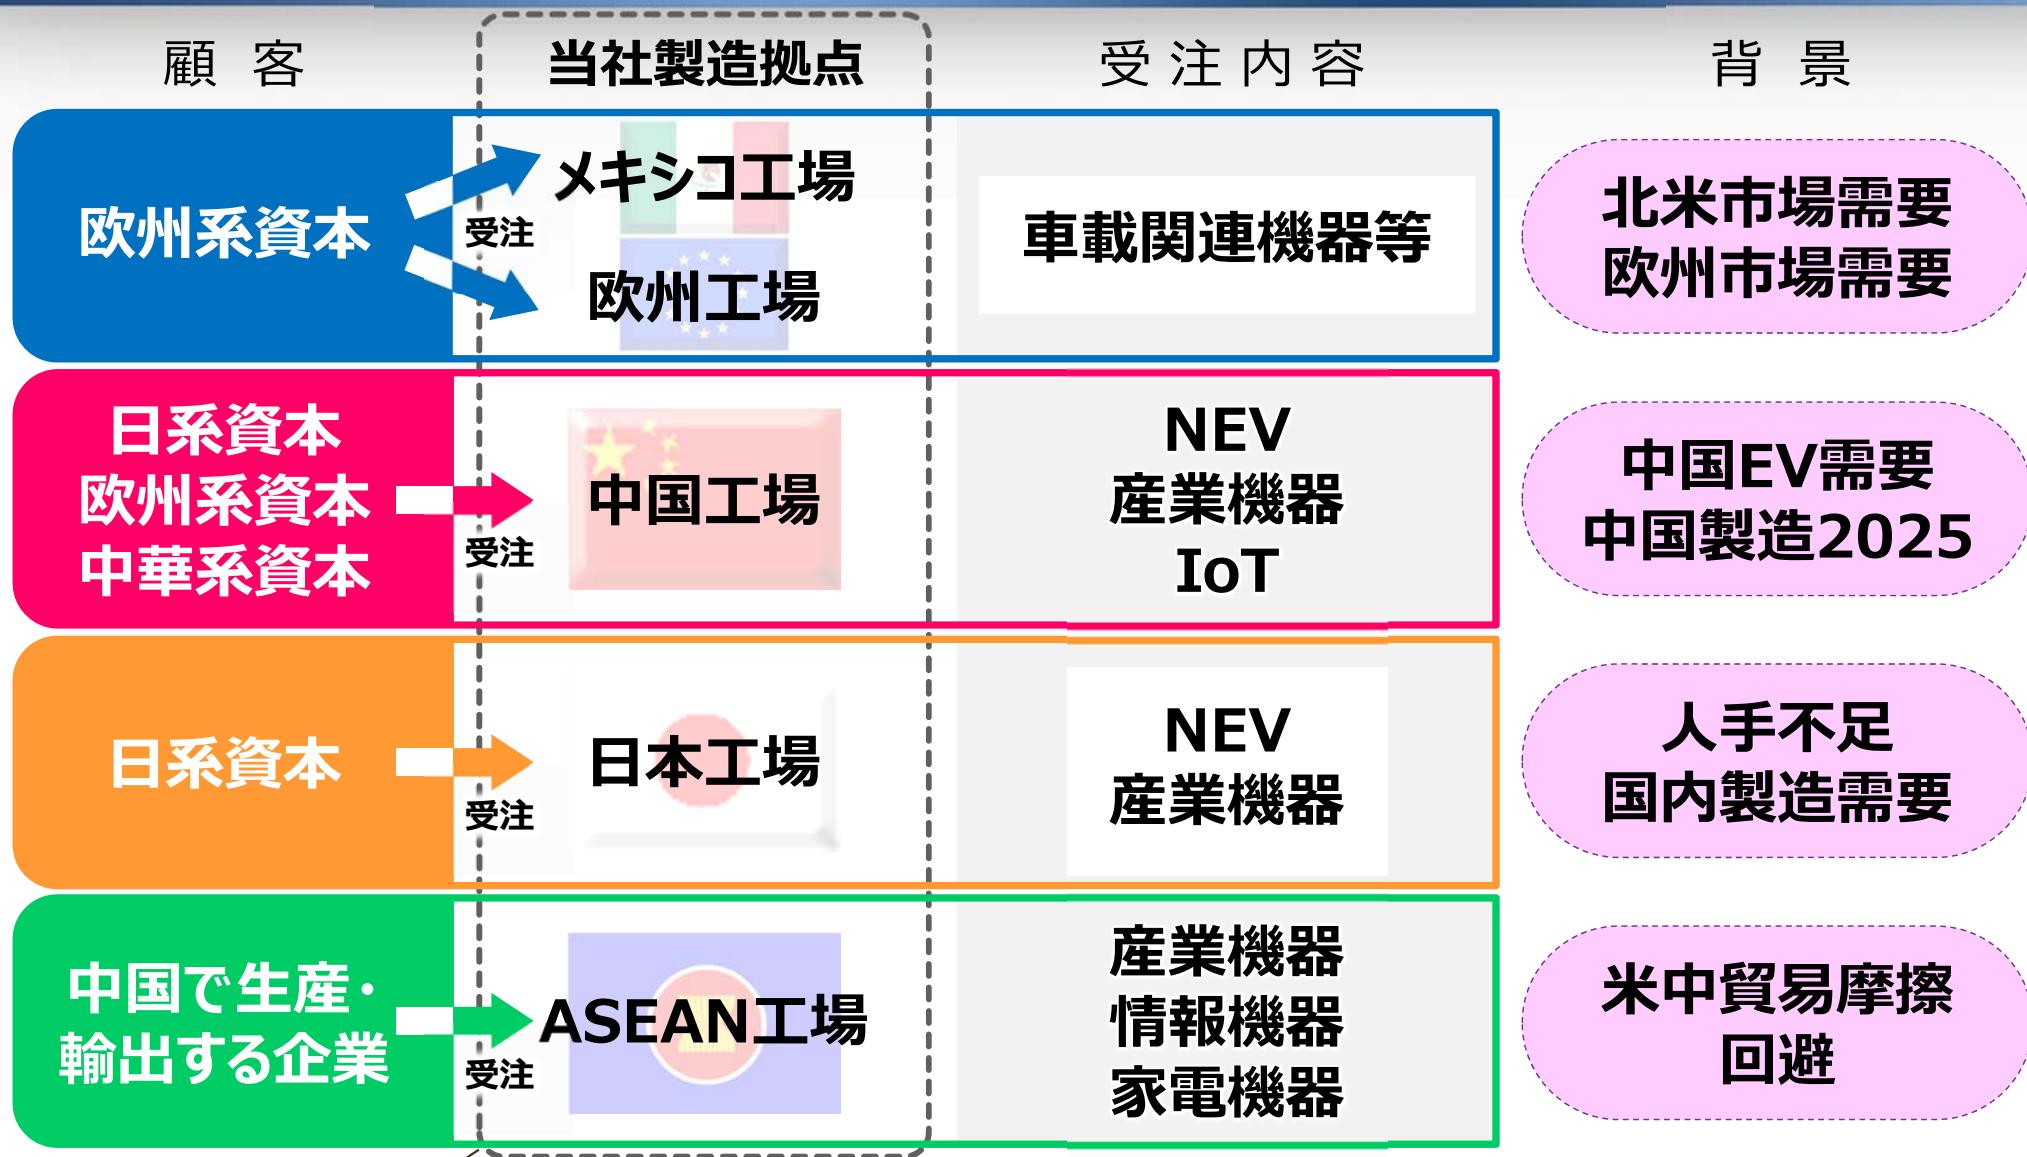 顧 客
当社製造拠点
受注内容
背 景
欧州系資本
受注
メキシコ工場
欧州工場
車載関連機器等
北米市場需要
欧州市場需要
日系資本
欧州系資本
中華系資本
受注
中国工場
NEV
産業機器
IoT
中国EV需要
中国製造2025
日系資本
受注
日本工場
NEV
産業機器
人手不足
国内製造需要
中国で生産・
輸出する企業
受注
ASEAN工場
産業機器
情報機器
家電機器
米中貿易摩擦
回避